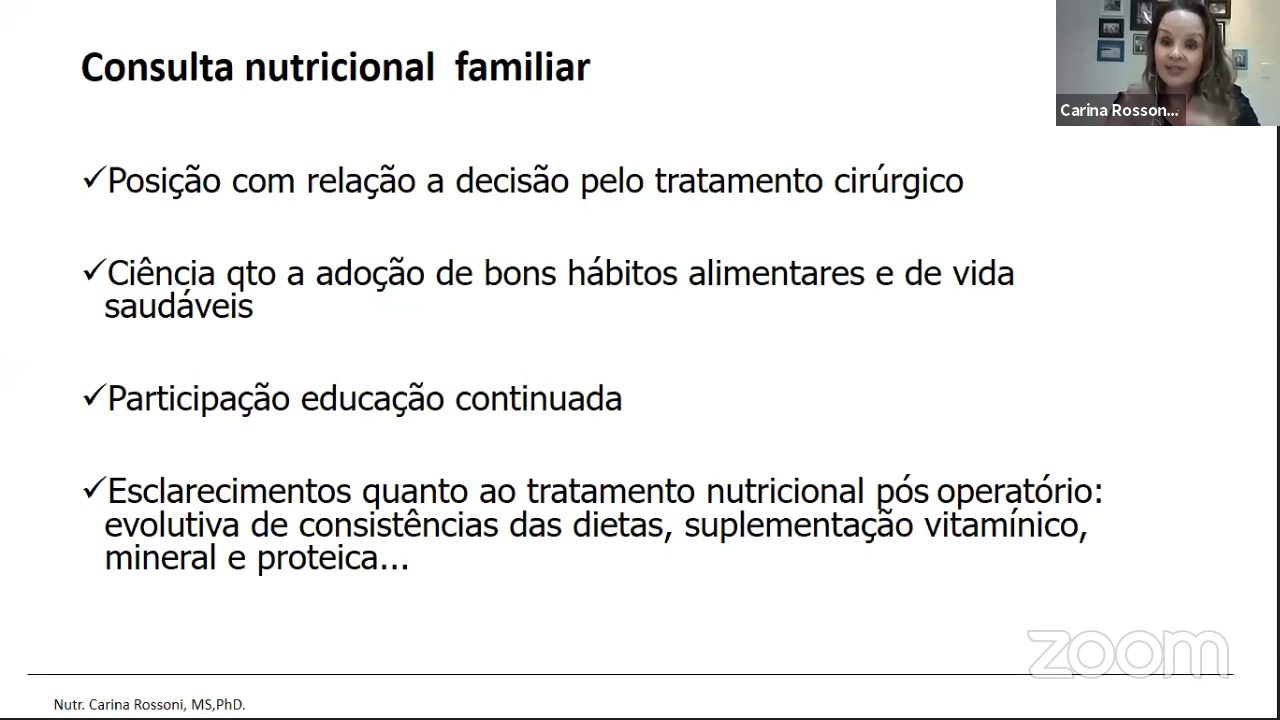 Consulta nutricional familiar
Carina Rosson...
✓Posição com relação a decisão pelo tratamento cirúrgico
✓Ciência qto a adoção de bons hábitos alimentares e de vida
saudáveis
✓Participação educação continuada
✓Esclarecimentos quanto ao tratamento nutricional pós operatório:
evolutiva de consistências das dietas, suplementação vitamínico,
mineral e proteica...
zoom
Nutr. Carina Rossoni, MS,PhD.